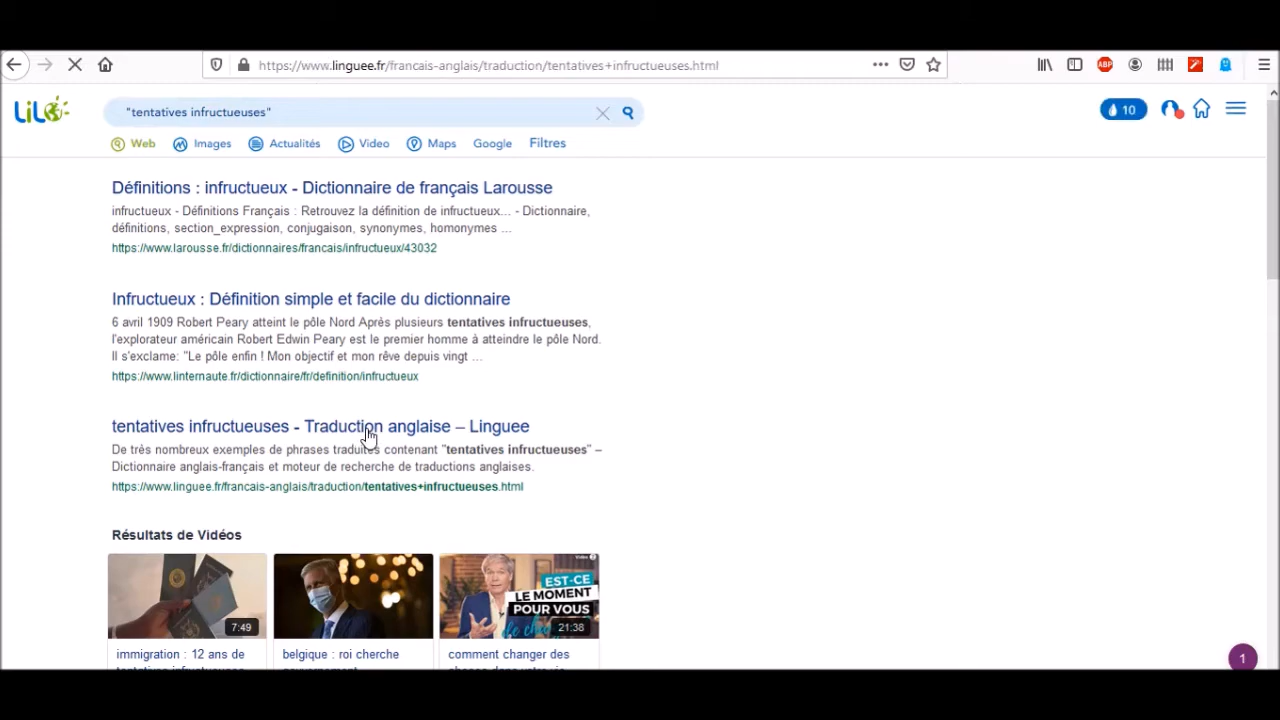 https://www.linguee.fr/francais-anglais/traduction/tentatives+infructueuses.html
ABP
LiLO
"tentatives infructueuses"
10
Web Images Actualités Video Maps Google Filtres
Définitions : infructueux - Dictionnaire de français Larousse
infructueux - Définitions Français : Retrouvez la définition de infructueux... - Dictionnaire,
définitions, section_expression, conjugaison, synonymes, homonymes ...
https://www.larousse.fr/dictionnaires/francais/infructueux/43032
Infructueux : Définition simple et facile du dictionnaire
6 avril 1909 Robert Peary atteint le pôle Nord Après plusieurs tentatives infructueuses,
l'explorateur américain Robert Edwin Peary est le premier homme à atteindre le pôle Nord.
Il s'exclame: "Le pôle enfin ! Mon objectif et mon rêve depuis vingt ...
https://www.linternaute.fr/dictionnaire/fr/definition/infructueux
tentatives infructueuses - Traduction anglaise – Linguee
De très nombreux exemples de phrases traduites contenant "tentatives infructueuses" –
Dictionnaire anglais-français et moteur de recherche de traductions anglaises.
https://www.linguee.fr/francais-anglais/traduction/tentatives+infructueuses.html
Résultats de Vidéos
EST-CE
LE MOMENT
POUR VOUS
7:49
21:38
immigration : 12 ans de
belgique : roi cherche
comment changer des
1